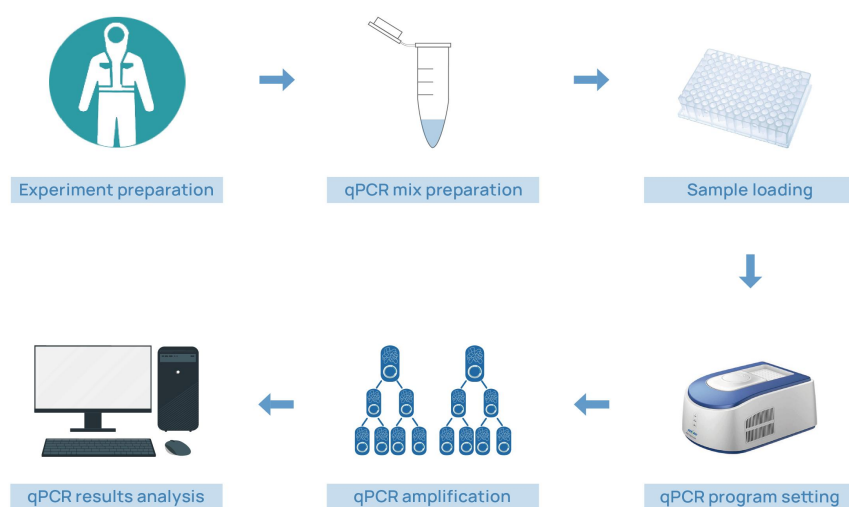 Experiment preparation
qPCR mix preparation
Sample loading
qPCR program setting
qPCR amplification
qPCR results analysis